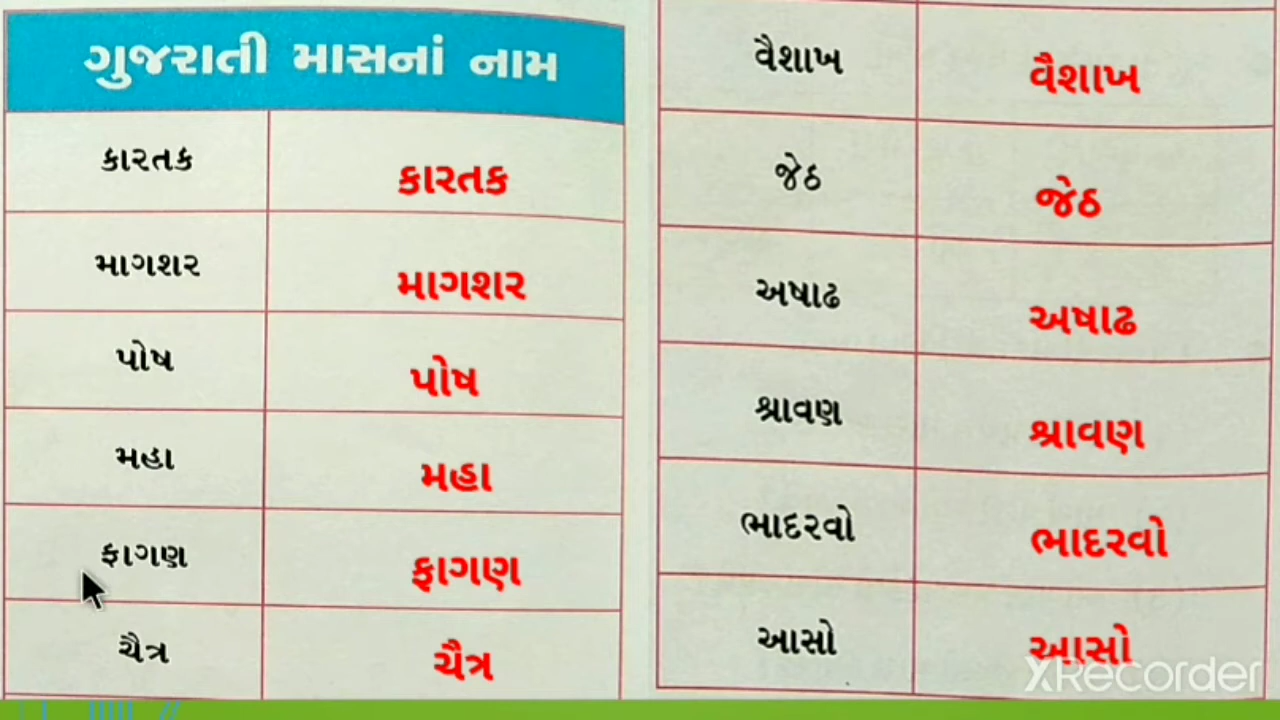 ગુજરાતી માસનાં નામ
કારતક કારતક
માગશર માગશર
પોષ પોષ
મહા મહા
ફાગણ ફાગણ
ચૈત્ર ચૈત્ર
વૈશાખ વૈશાખ
જેઠ જેઠ
અષાઢ અષાઢ
શ્રાવણ શ્રાવણ
ભાદરવો ભાદરવો
આસો આસો
XRecorder